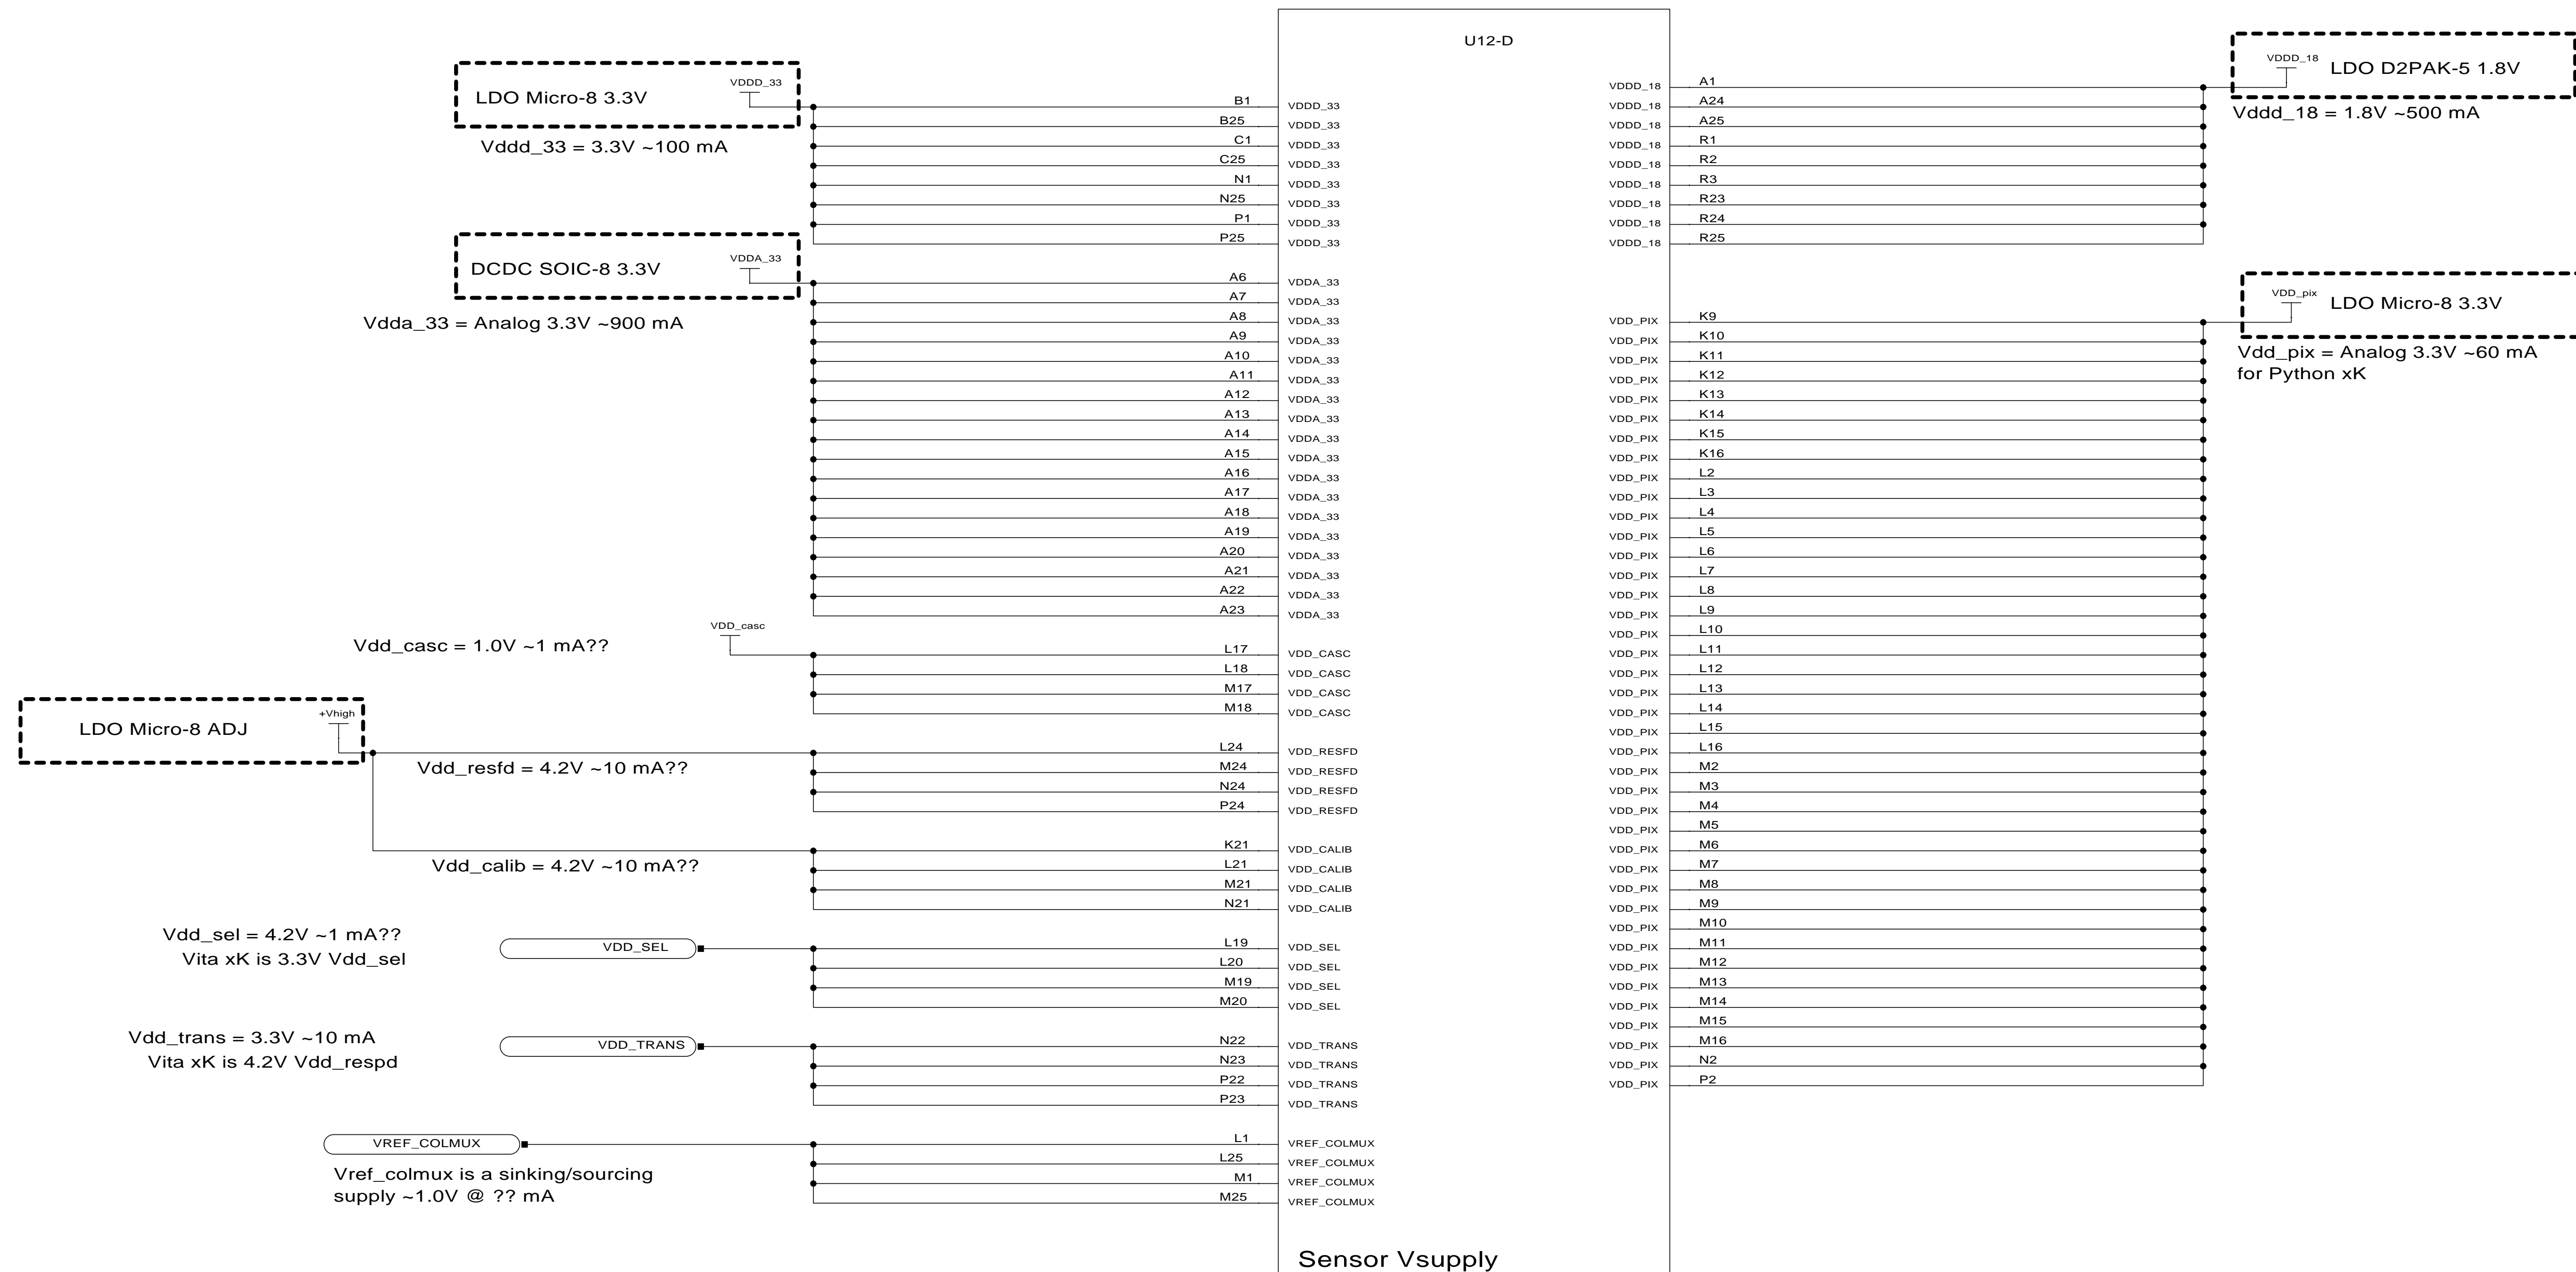 U12-D
VDDD_33
LDO Micro-8 3.3V
Vddd_33 = 3.3V ~100 mA
B1 VDDD_33
B25 VDDD_33
C1 VDDD_33
C25 VDDD_33
N1 VDDD_33
N25 VDDD_33
P1 VDDD_33
P25 VDDD_33
VDDA_33
DCDC SOIC-8 3.3V
Vdda_33 = Analog 3.3V ~900 mA
A6 VDDA_33
A7 VDDA_33
A8 VDDA_33
A9 VDDA_33
A10 VDDA_33
A11 VDDA_33
A12 VDDA_33
A13 VDDA_33
A14 VDDA_33
A15 VDDA_33
A16 VDDA_33
A17 VDDA_33
A18 VDDA_33
A19 VDDA_33
A20 VDDA_33
A21 VDDA_33
A22 VDDA_33
A23 VDDA_33
VDD_casc
Vdd_casc = 1.0V ~1 mA??
L17 VDD_CASC
L18 VDD_CASC
M17 VDD_CASC
M18 VDD_CASC
+Vhigh
LDO Micro-8 ADJ
Vdd_resfd = 4.2V ~10 mA??
L24 VDD_RESFD
M24 VDD_RESFD
N24 VDD_RESFD
P24 VDD_RESFD
Vdd_calib = 4.2V ~10 mA??
K21 VDD_CALIB
L21 VDD_CALIB
M21 VDD_CALIB
N21 VDD_CALIB
Vdd_sel = 4.2V ~1 mA??
Vita xK is 3.3V Vdd_sel
VDD_SEL
L19 VDD_SEL
L20 VDD_SEL
M19 VDD_SEL
M20 VDD_SEL
Vdd_trans = 3.3V ~10 mA
Vita xK is 4.2V Vdd_respd
VDD_TRANS
N22 VDD_TRANS
N23 VDD_TRANS
P22 VDD_TRANS
P23 VDD_TRANS
VREF_COLMUX
Vref_colmux is a sinking/sourcing
supply ~1.0V @ ?? mA
L1 VREF_COLMUX
L25 VREF_COLMUX
M1 VREF_COLMUX
M25 VREF_COLMUX
VDDD_18 A1
VDDD_18 A24
VDDD_18 A25
VDDD_18 R1
VDDD_18 R2
VDDD_18 R3
VDDD_18 R23
VDDD_18 R24
VDDD_18 R25
VDDD_18
LDO D2PAK-5 1.8V
Vddd_18 = 1.8V ~500 mA
VDD_PIX K9
VDD_PIX K10
VDD_PIX K11
VDD_PIX K12
VDD_PIX K13
VDD_PIX K14
VDD_PIX K15
VDD_PIX K16
VDD_PIX L2
VDD_PIX L3
VDD_PIX L4
VDD_PIX L5
VDD_PIX L6
VDD_PIX L7
VDD_PIX L8
VDD_PIX L9
VDD_PIX L10
VDD_PIX L11
VDD_PIX L12
VDD_PIX L13
VDD_PIX L14
VDD_PIX L15
VDD_PIX L16
VDD_PIX M2
VDD_PIX M3
VDD_PIX M4
VDD_PIX M5
VDD_PIX M6
VDD_PIX M7
VDD_PIX M8
VDD_PIX M9
VDD_PIX M10
VDD_PIX M11
VDD_PIX M12
VDD_PIX M13
VDD_PIX M14
VDD_PIX M15
VDD_PIX M16
VDD_PIX N2
VDD_PIX P2
VDD_pix
LDO Micro-8 3.3V
Vdd_pix = Analog 3.3V ~60 mA
for Python xK
Sensor Vsupply